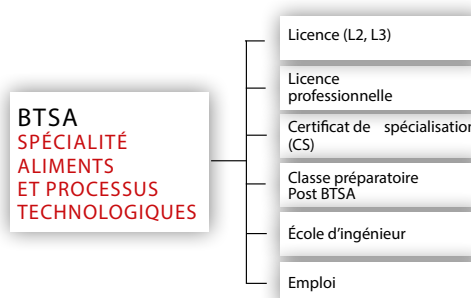 BTSA
SPÉCIALITÉ
ALIMENTS
ET PROCESSUS
TECHNOLOGIQUES
Licence (L2, L3)
Licence
professionnelle
Certificat de spécialisation
(CS)
Classe préparatoire
Post BTSA
École d'ingénieur
Emploi